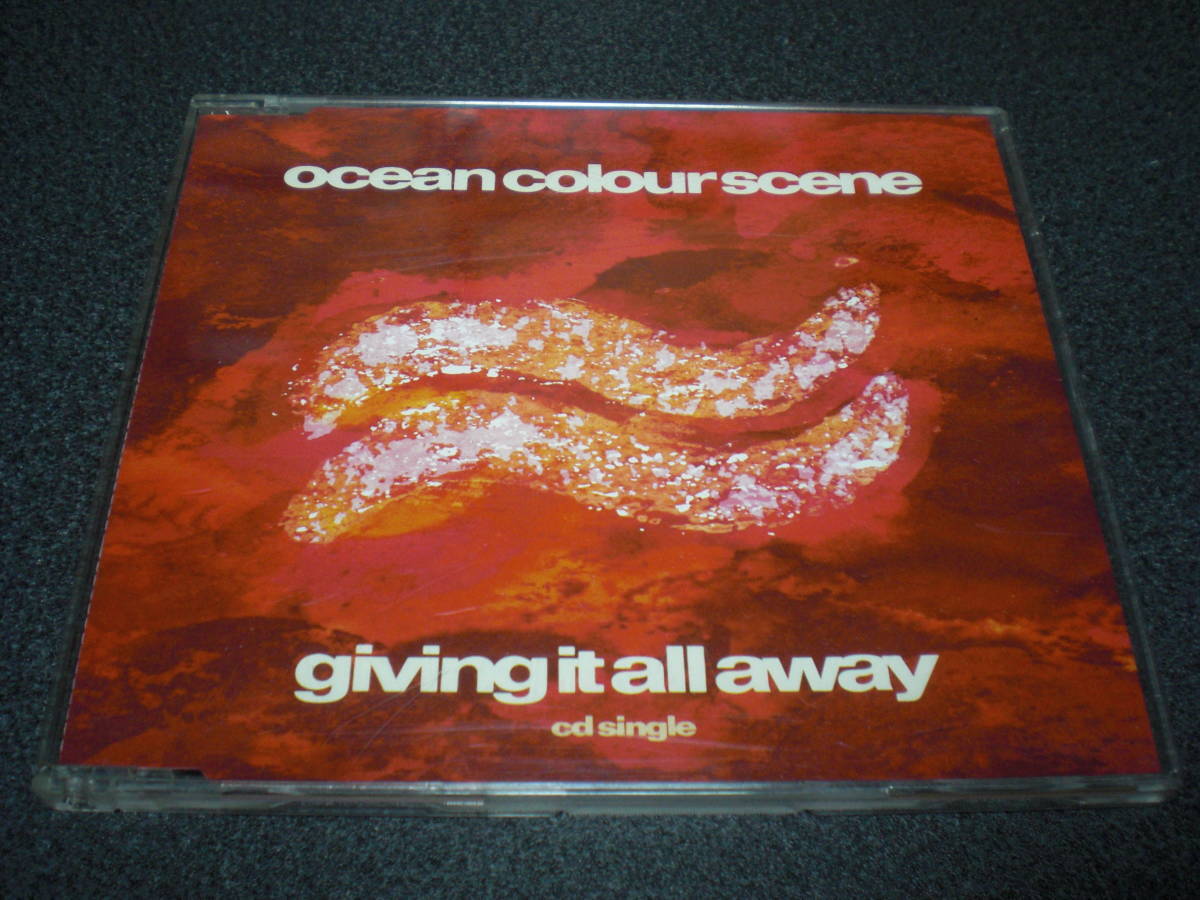 ocean colour scene
giving it all away
cd single